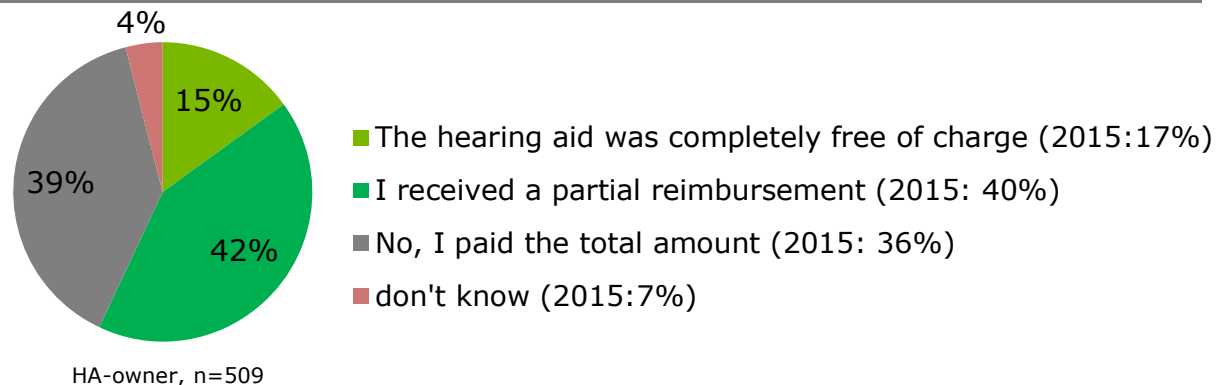 4%
15%
39%
42%
The hearing aid was completely free of charge (2015:17%)
I received a partial reimbursement (2015: 40%)
No, I paid the total amount (2015: 36%)
don't know (2015:7%)
HA-owner, n=509